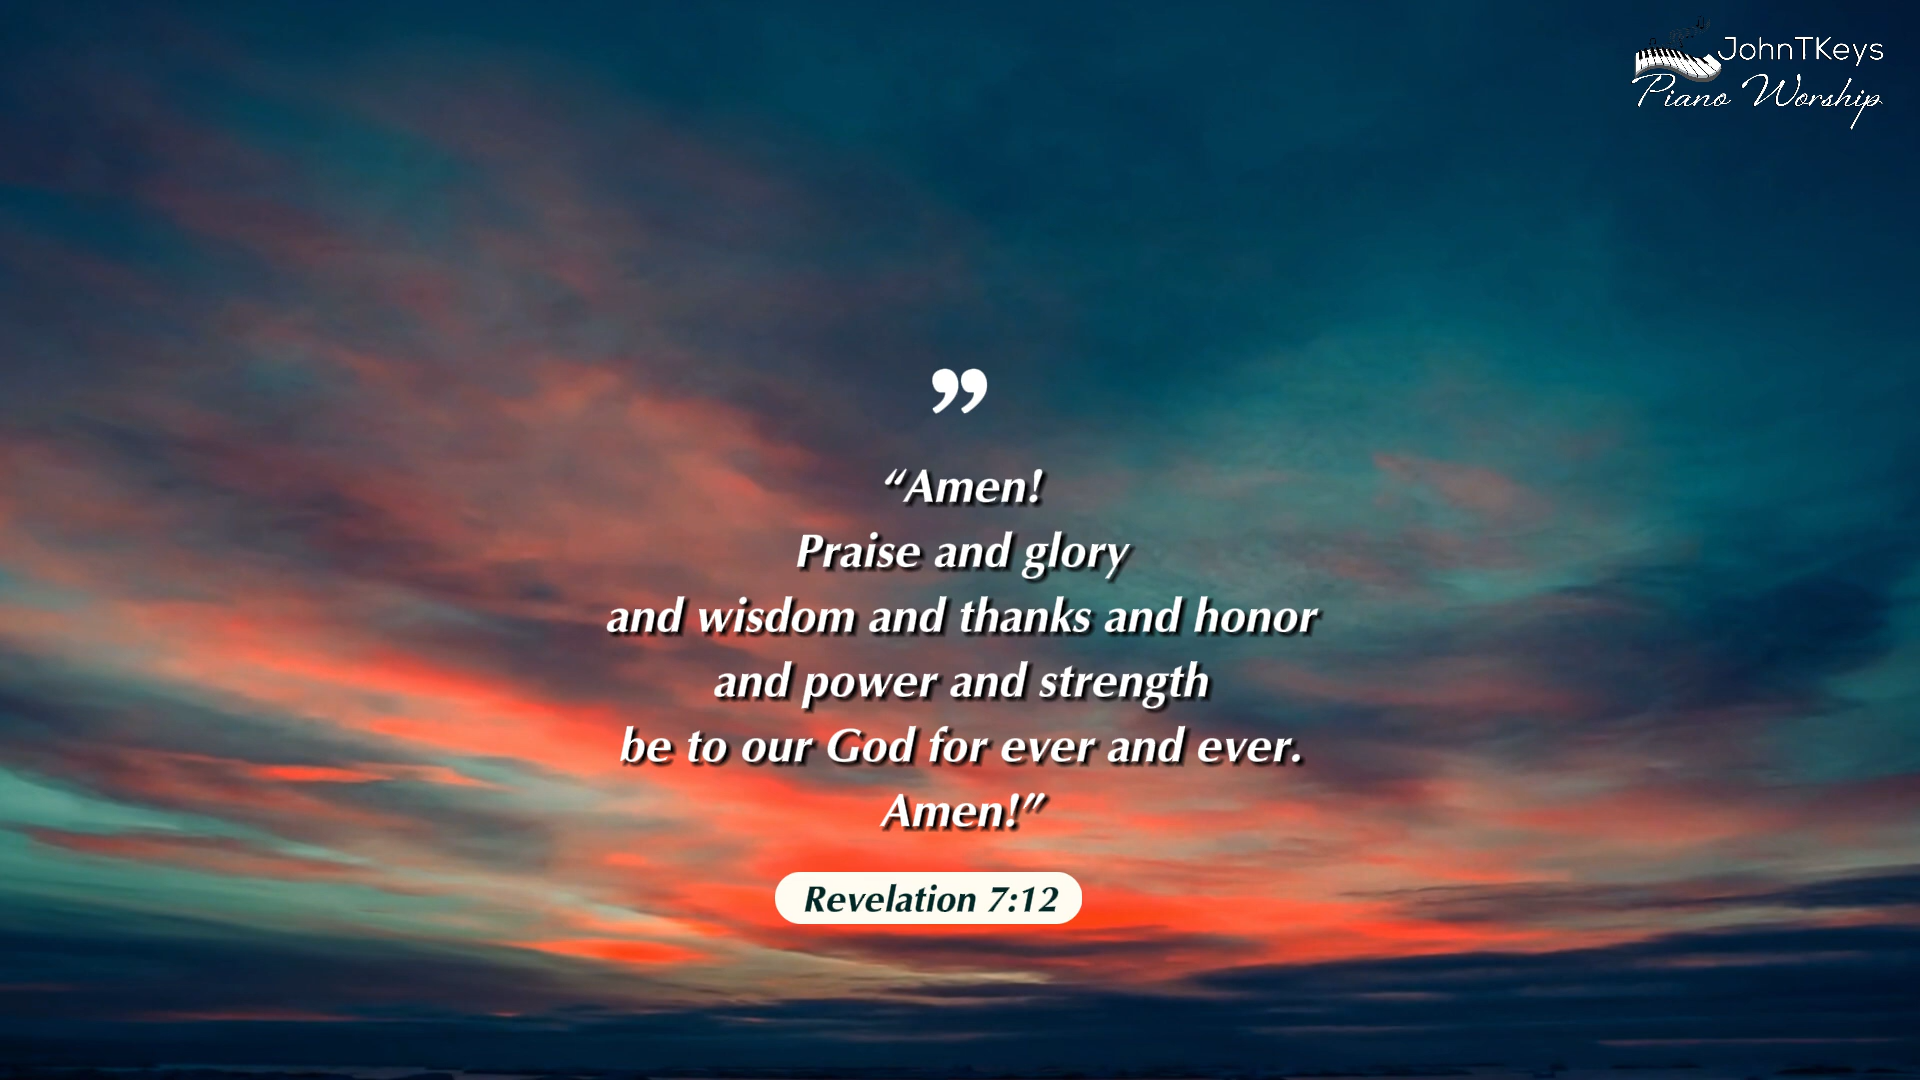 JohnTKeys
Piano Worship
”
“Amen!
Praise and glory
and wisdom and thanks and honor
and power and strength
be to our God for ever and ever.
Amen!”
Revelation 7:12